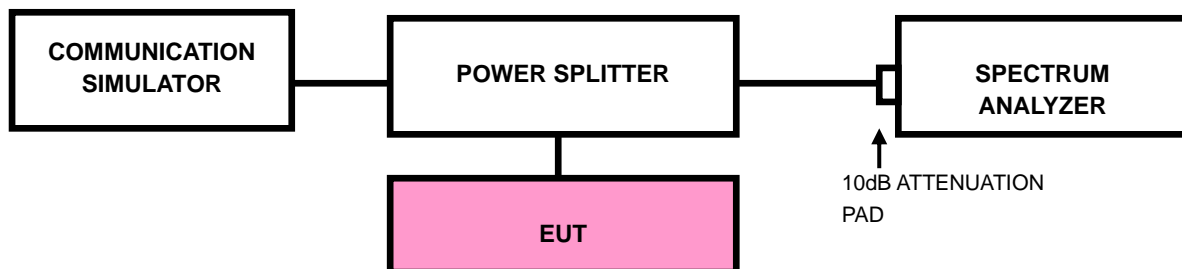 COMMUNICATION
SIMULATOR
POWER SPLITTER
SPECTRUM
ANALYZER
10dB ATTENUATION
PAD
EUT